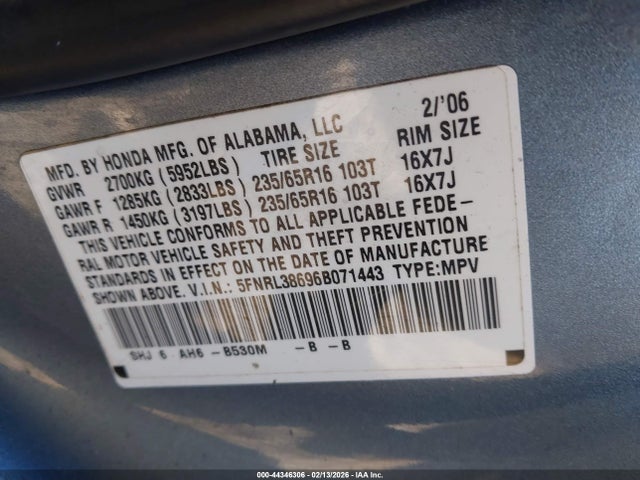 MFD. BY HONDA MFG. OF ALABAMA, LLC 2/'06
GVWR 2700KG (5952LBS) TIRE SIZE RIM SIZE
GAWR F 1285KG (2833LBS) 235/65R16 103T 16X7J
GAWR R 1450KG (3197LBS) 235/65R16 103T 16X7J
THIS VEHICLE CONFORMS TO ALL APPLICABLE FEDE-
RAL MOTOR VEHICLE SAFETY AND THEFT PREVENTION
STANDARDS IN EFFECT ON THE DATE OF MANUFACTURE
SHOWN ABOVE. V.I.N.: 5FNRL38696B071443 TYPE:MPV
SHJ 6 AH6 -B530M -B -B
000-44346306 - 02/13/2026 - IAA Inc.